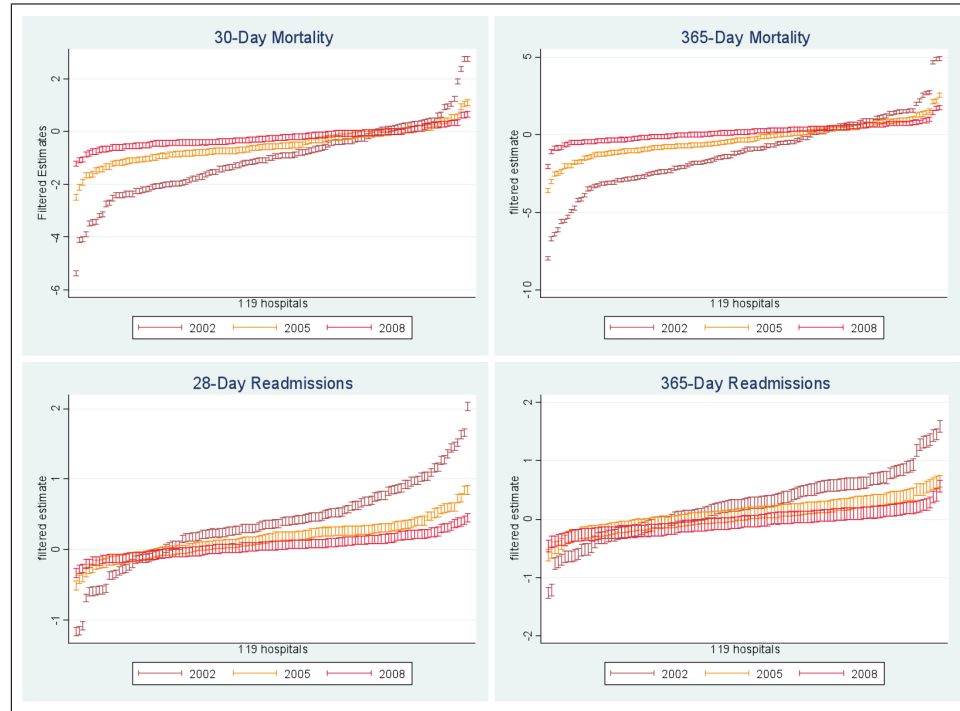 30-Day Mortality
Filtered Estimates
2
0
-2
-4
-6
119 hospitals
2002 2005 2008
365-Day Mortality
filtered estimate
5
0
-5
-10
119 hospitals
2002 2005 2008
28-Day Readmissions
filtered estimate
2
1
0
-1
119 hospitals
2002 2005 2008
365-Day Readmissions
filtered estimate
2
1
0
-1
-2
119 hospitals
2002 2005 2008